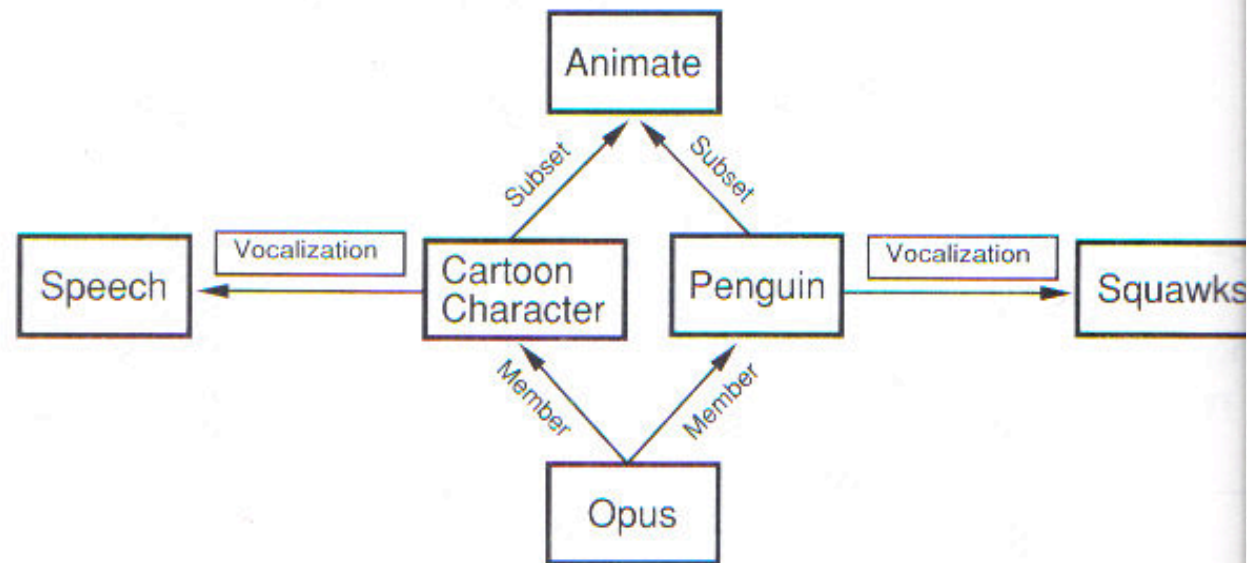 Animate
Subset
Subset
Speech
Vocalization
Cartoon
Character
Penguin
Vocalization
Squawks
Member
Member
Opus